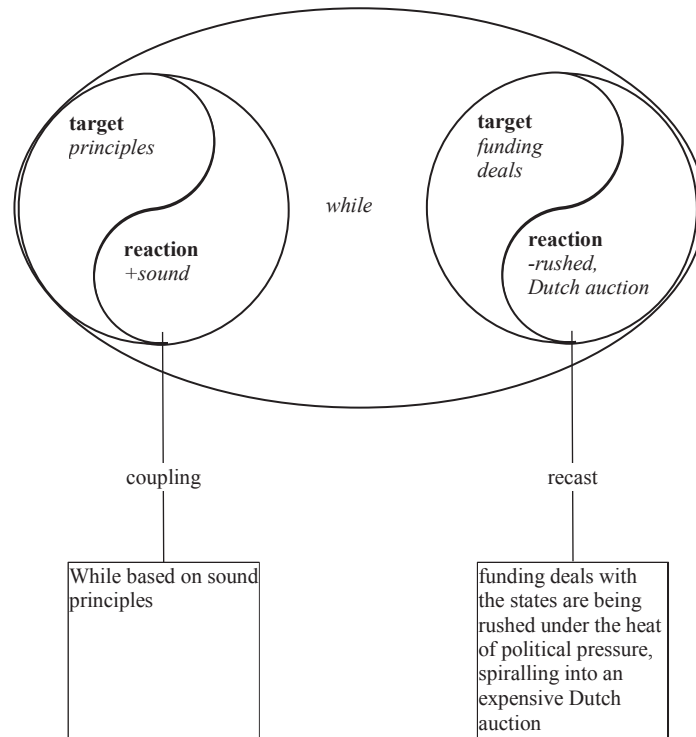 target
principles
reaction
+sound
while
target
funding
deals
reaction
-rushed,
Dutch auction
coupling
recast
While based on sound
principles
funding deals with
the states are being
rushed under the heat
of political pressure,
spiralling into an
expensive Dutch
auction